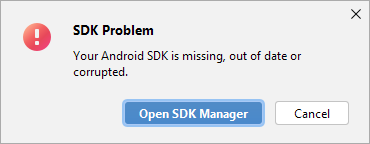 SDK Problem
Your Android SDK is missing, out of date or
corrupted.
Open SDK Manager
Cancel